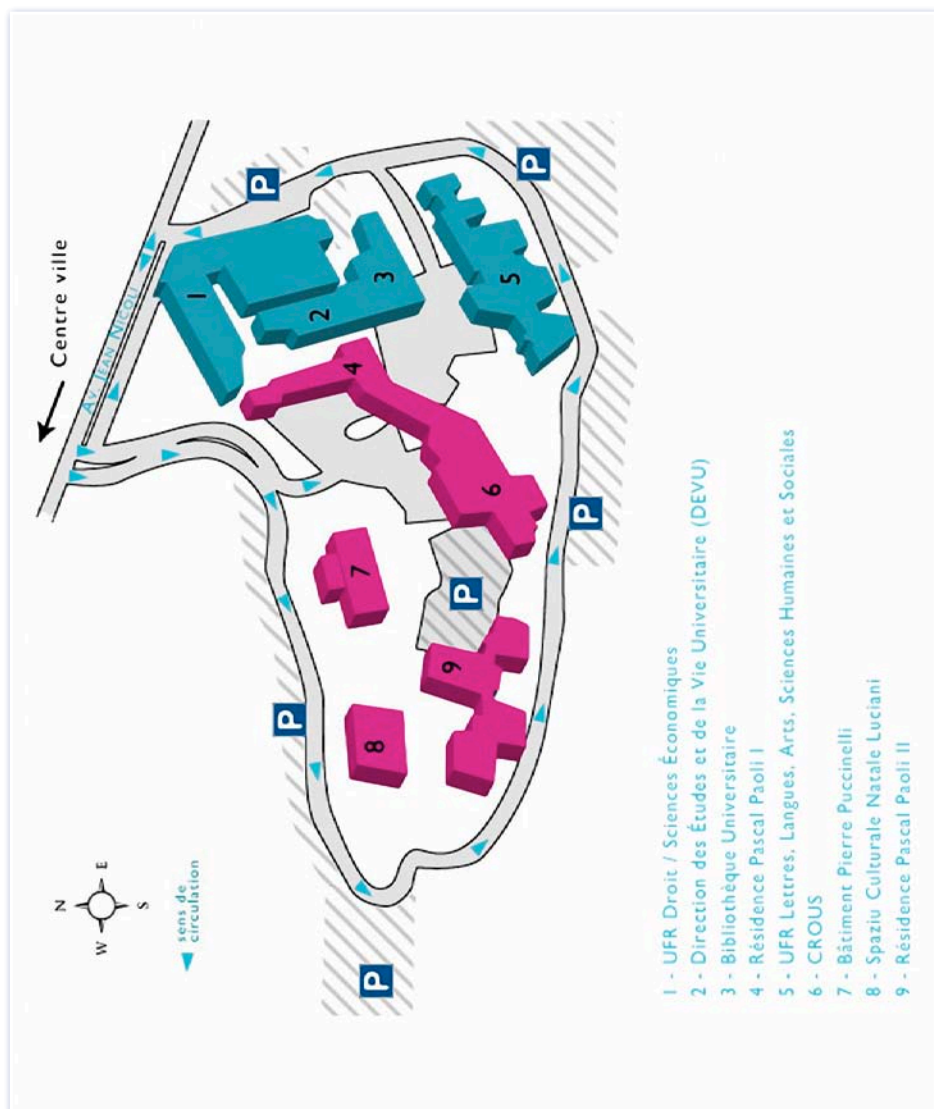 Centre ville
Av. Jean Nicoli
P
P
P
P
P
P
1
2
3
4
5
6
7
8
9
N
W
E
S
sens de
circulation
1 - UFR Droit / Sciences Économiques
2 - Direction des Études et de la Vie Universitaire (DEVU)
3 - Bibliothèque Universitaire
4 - Résidence Pascal Paoli I
5 - UFR Lettres, Langues, Arts, Sciences Humaines et Sociales
6 - CROUS
7 - Bâtiment Pierre Puccinelli
8 - Spaziu Culturale Natale Luciani
9 - Résidence Pascal Paoli II